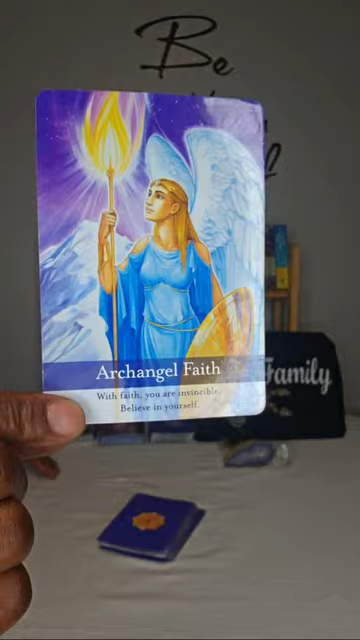 Be
Archangel Faith
With faith, you are invincible.
Believe in yourself.
Family